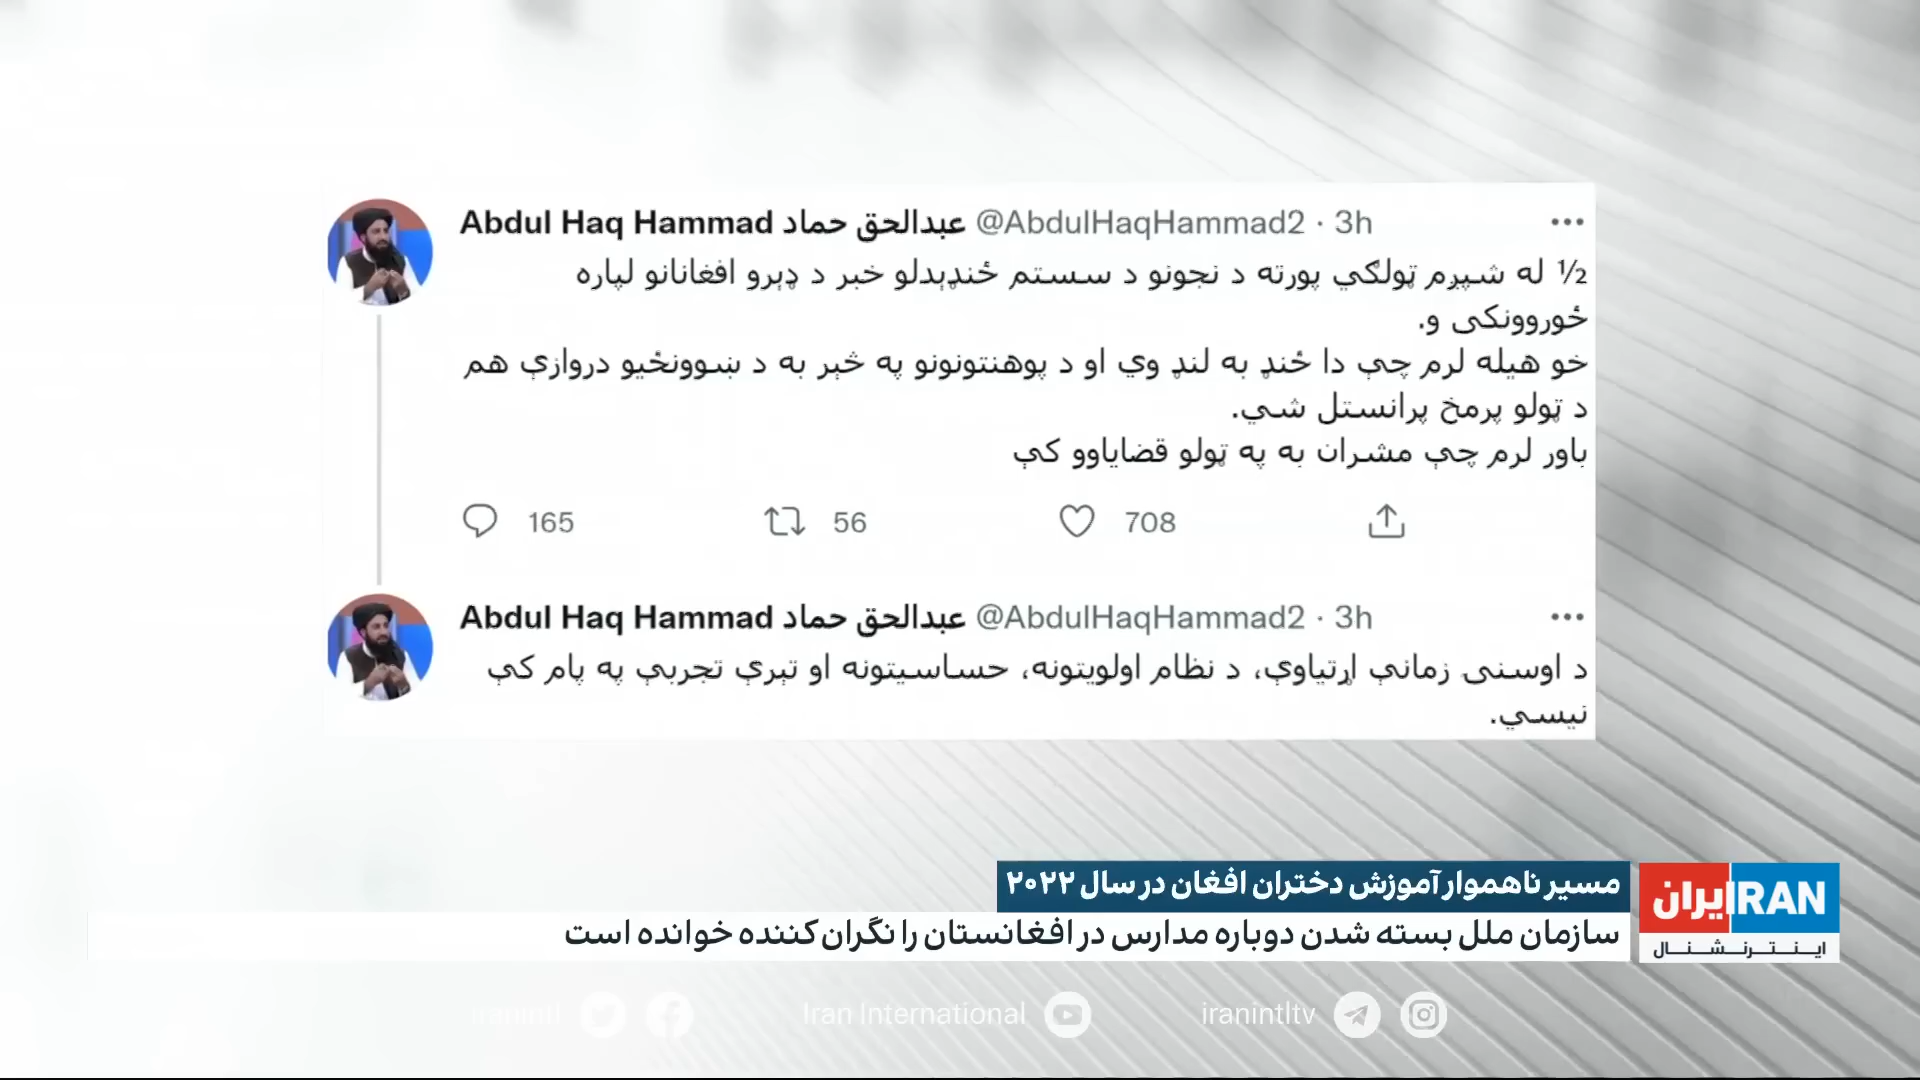 Abdul Haq Hammad عبدالحق حماد @AbdulHaqHammad2 · 3h
½ له شپږم ټولګي پورته د نجونو د سستم ځنډېدلو خبر د ډېرو افغانانو لپاره
ځوروونکی و.
خو هیله لرم چې دا ځنډ به لنډ وي او د پوهنتونونو په څېر به د ښوونځیو دروازې هم
د ټولو پرمخ پرانستل شي.
باور لرم چې مشران به په ټولو قضایاوو کې
165 56 708
Abdul Haq Hammad عبدالحق حماد @AbdulHaqHammad2 · 3h
د اوسنۍ زمانې اړتیاوې، د نظام اولویتونه، حساسیتونه او تېرې تجربې په پام کې
نیسي.
مسیر ناهموار آموزش دختران افغان در سال ۲۰۲۲
سازمان ملل بسته شدن دوباره مدارس در افغانستان را نگران‌کننده خوانده است
ایران IRAN
اینترنشنال
iranintl Iran International iranintltv